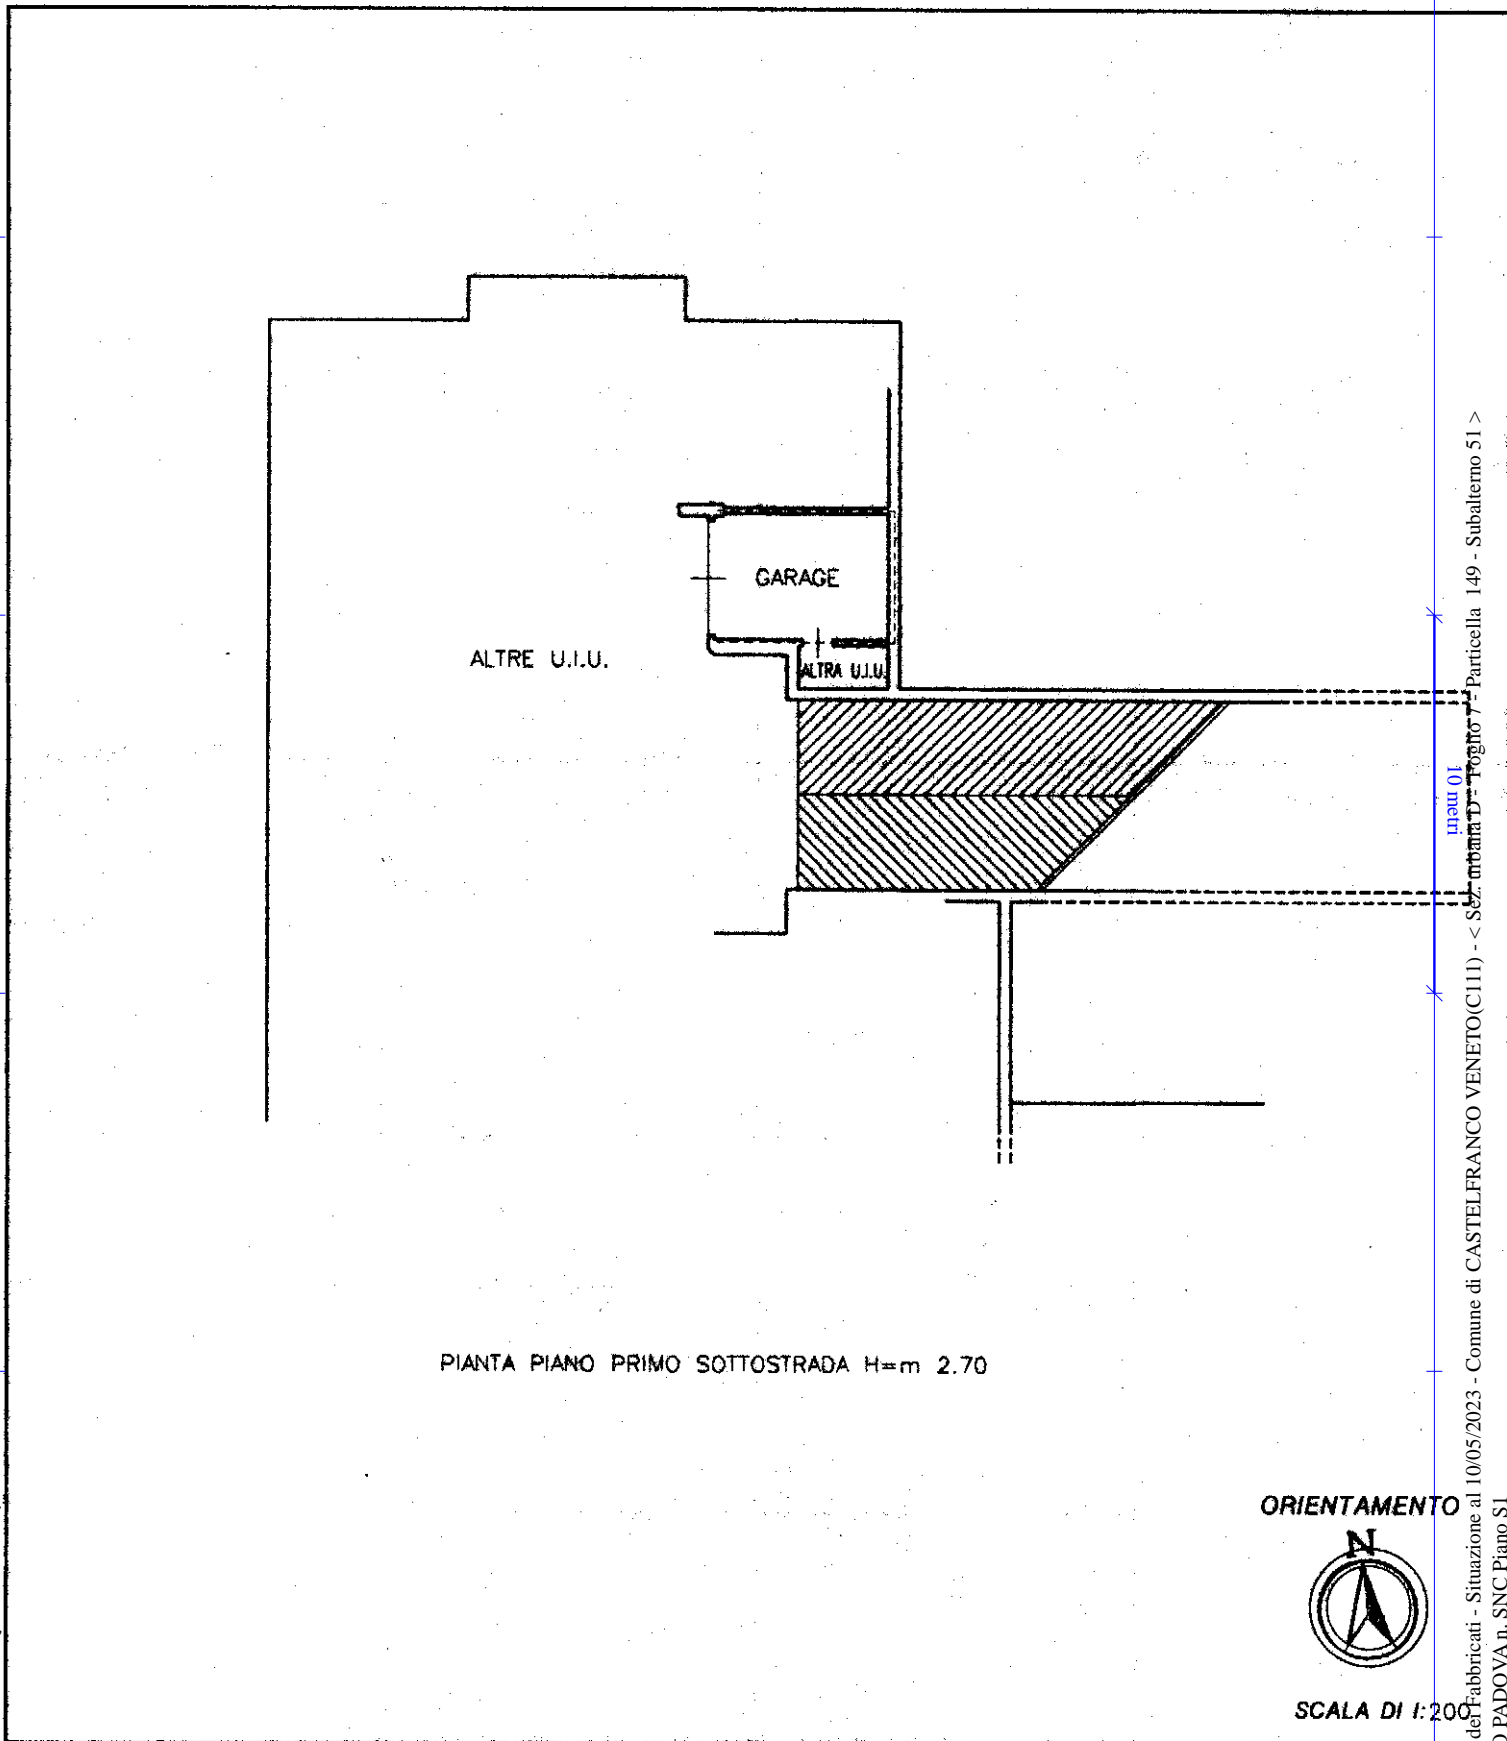 GARAGE
ALTRE U.I.U.
ALTRA U.I.U.
PIANTA PIANO PRIMO SOTTOSTRADA H=m 2.70
ORIENTAMENTO
N
SCALA DI 1:200
10 metri
dei Fabbricati - Situazione al 10/05/2023 - Comune di CASTELFRANCO VENETO(C111) - < Sez. urbana D - Foglio 7 - Particella 149 - Subalterno 51 >
PADOVA n. SNC Piano S1